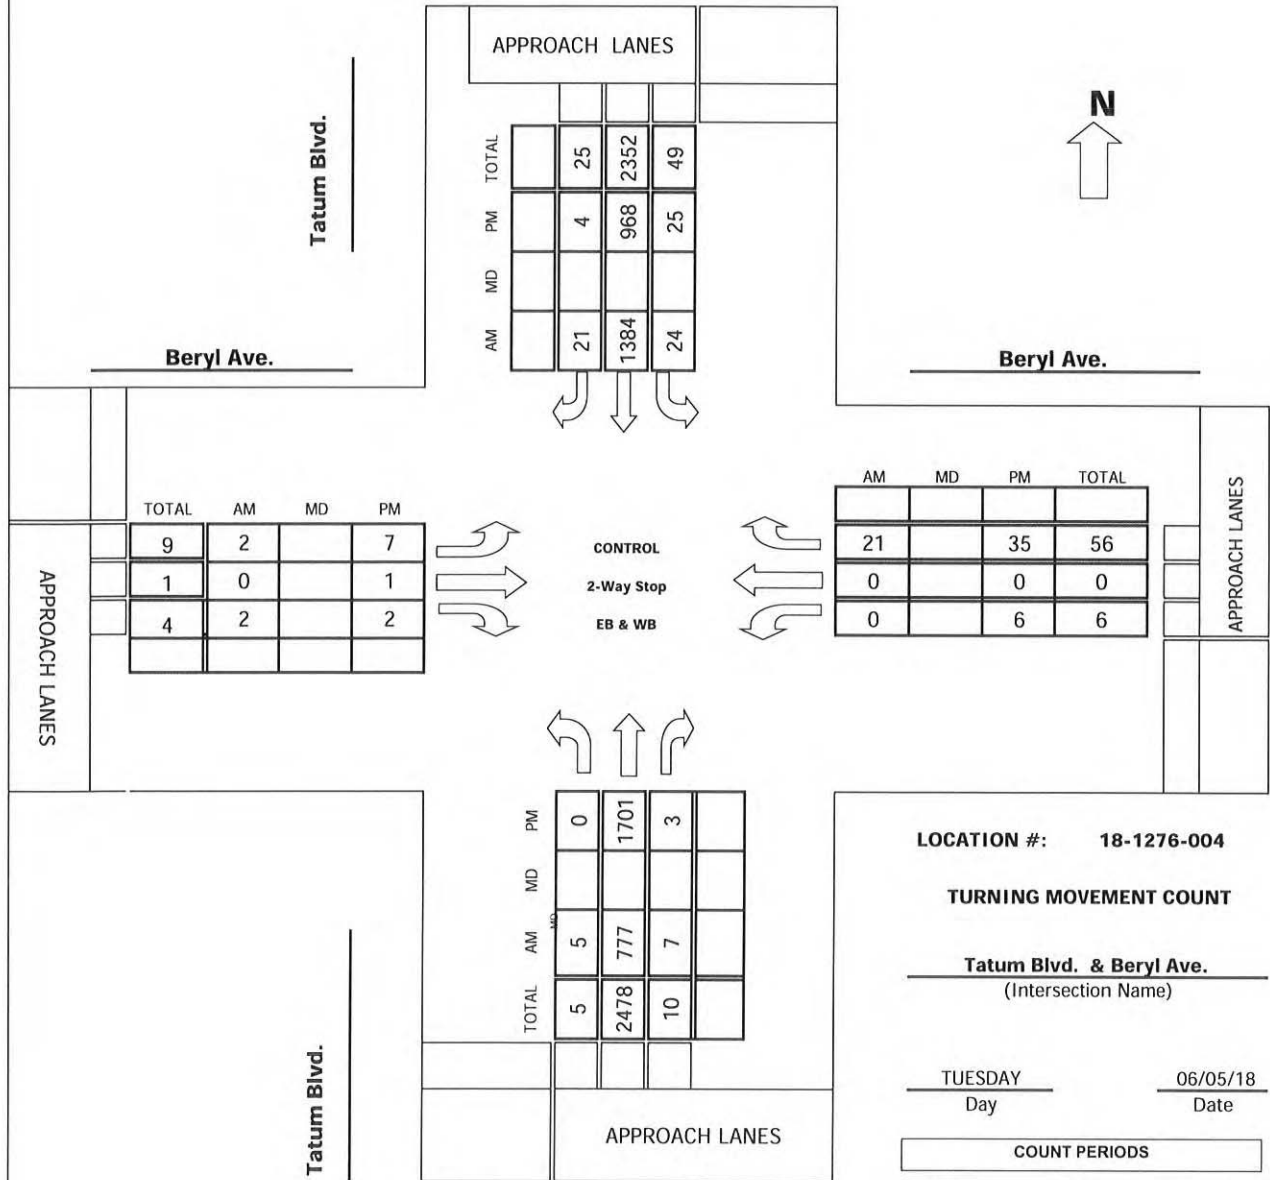 APPROACH LANES
N
Tatum Blvd.
TOTAL 25 2352 49
PM 4 968 25
MD
AM 21 1384 24
Beryl Ave.
Beryl Ave.
TOTAL AM MD PM
9 2 7
1 0 1
4 2 2
APPROACH LANES
CONTROL
2-Way Stop
EB & WB
AM MD PM TOTAL
21 35 56
0 0 0
0 6 6
APPROACH LANES
PM 0 1701 3
MD
AM MD 5 777 7
TOTAL 5 2478 10
Tatum Blvd.
APPROACH LANES
LOCATION #: 18-1276-004
TURNING MOVEMENT COUNT
Tatum Blvd. & Beryl Ave.
(Intersection Name)
TUESDAY 06/05/18
Day Date
COUNT PERIODS